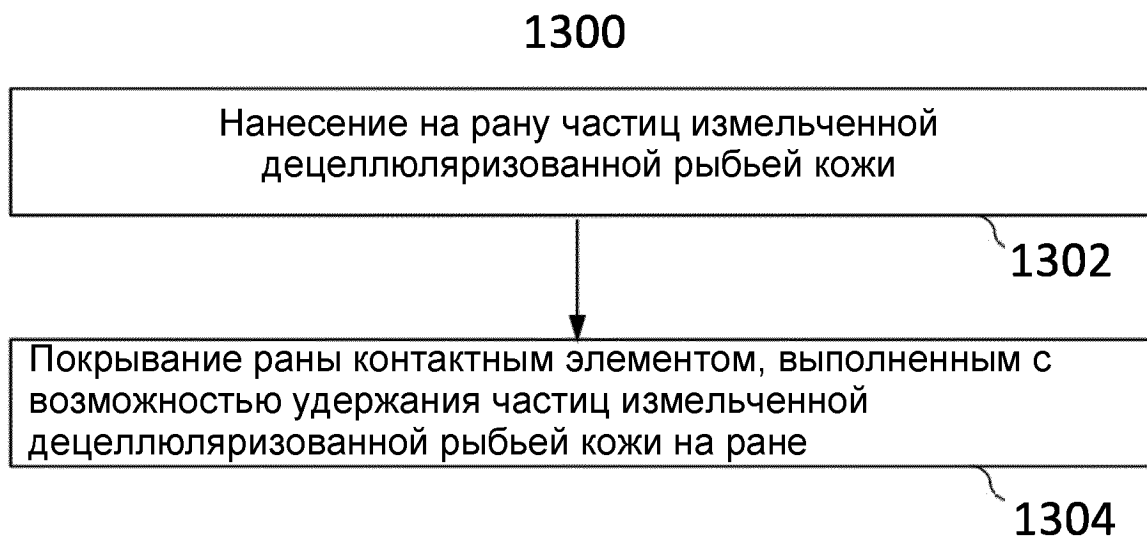 1300
Нанесение на рану частиц измельченной
децеллюляризованной рыбьей кожи
1302
Покрывание раны контактным элементом, выполненным с
возможностью удержания частиц измельченной
децеллюляризованной рыбьей кожи на ране
1304